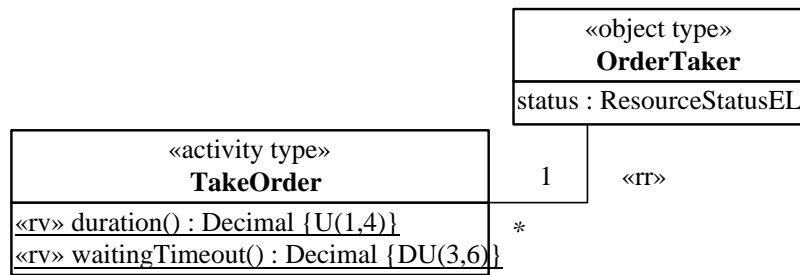 «object type»
OrderTaker
status : ResourceStatusEL
«activity type»
TakeOrder
1
«rr»
«rv» duration() : Decimal {U(1,4)}
*
«rv» waitingTimeout() : Decimal {DU(3,6)}